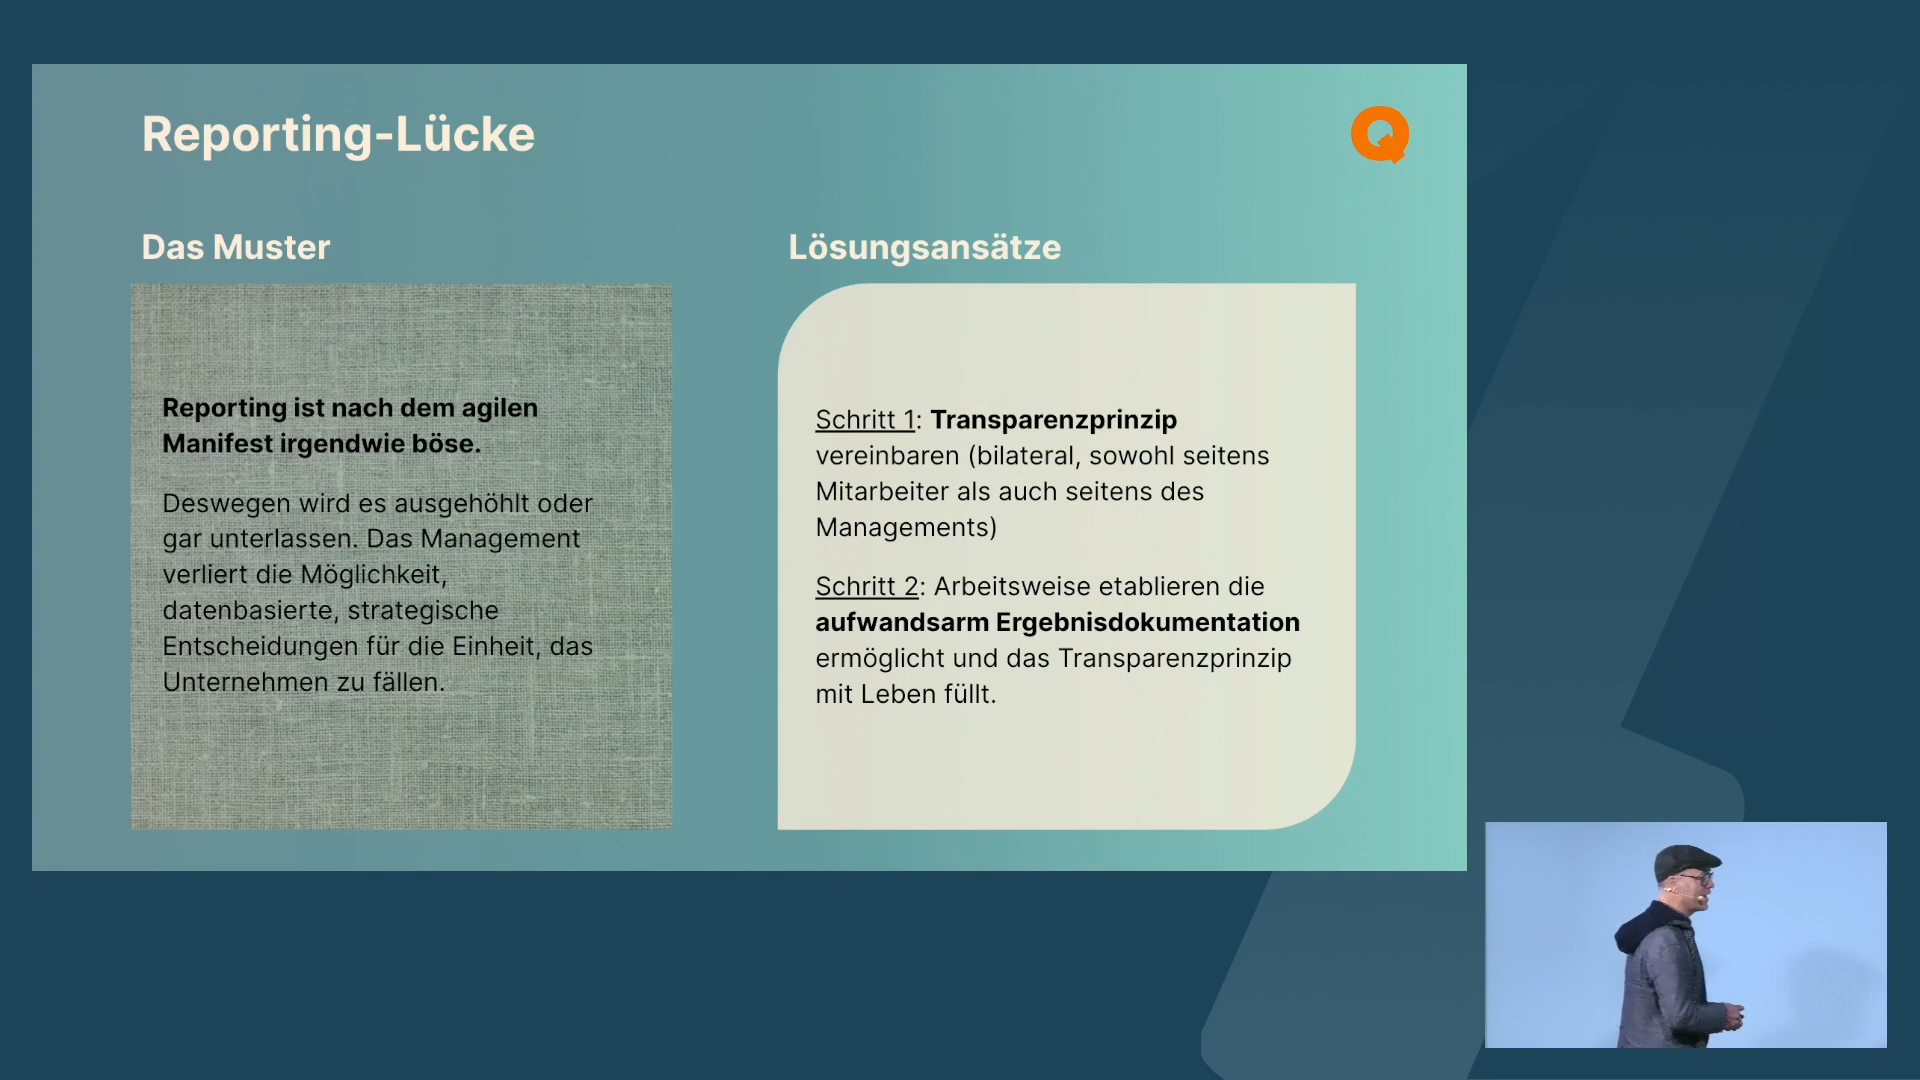 Reporting-Lücke
Q
Das Muster
Reporting ist nach dem agilen
Manifest irgendwie böse.
Deswegen wird es ausgehöhlt oder
gar unterlassen. Das Management
verliert die Möglichkeit,
datenbasierte, strategische
Entscheidungen für die Einheit, das
Unternehmen zu fällen.
Lösungsansätze
Schritt 1: Transparenzprinzip
vereinbaren (bilateral, sowohl seitens
Mitarbeiter als auch seitens des
Managements)
Schritt 2: Arbeitsweise etablieren die
aufwandsarm Ergebnisdokumentation
ermöglicht und das Transparenzprinzip
mit Leben füllt.